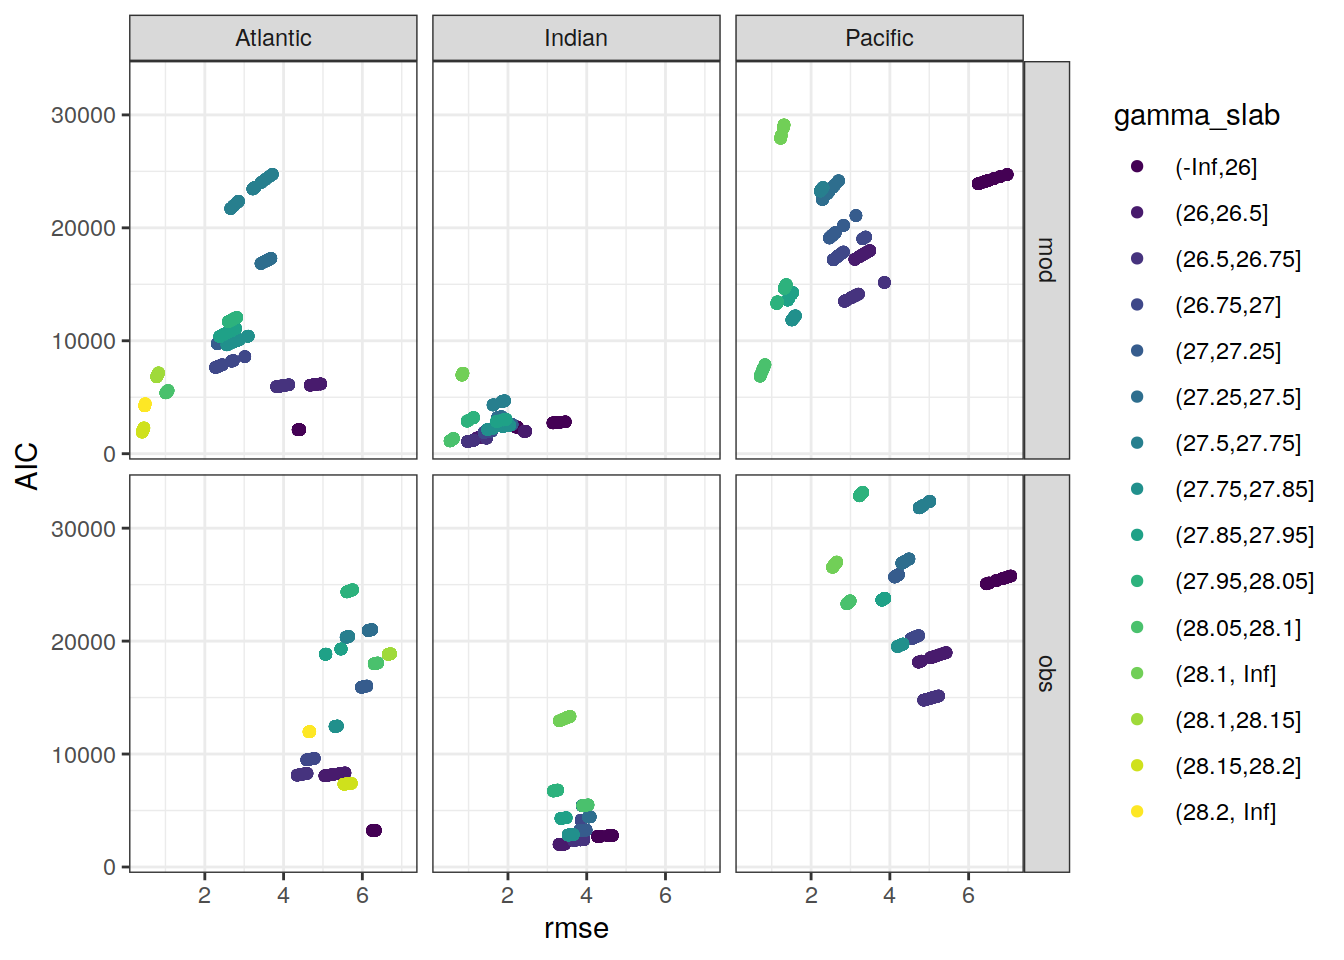 Atlantic Indian Pacific
gamma_slab
(-Inf,26]
(26,26.5]
(26.5,26.75]
(26.75,27]
(27,27.25]
(27.25,27.5]
(27.5,27.75]
(27.75,27.85]
(27.85,27.95]
(27.95,28.05]
(28.05,28.1]
(28.1, Inf]
(28.1,28.15]
(28.15,28.2]
(28.2, Inf]
mod
obs
AIC
30000
20000
10000
0
30000
20000
10000
0
2 4 6 2 4 6 2 4 6
rmse